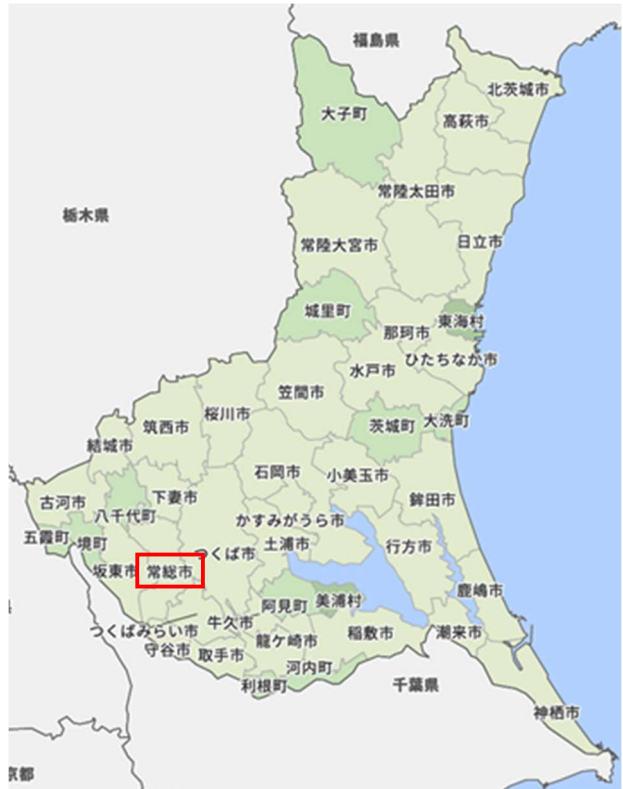 福島県
北茨城市
大子町
高萩市
常陸太田市
栃木県
常陸大宮市
日立市
城里町
東海村
那珂市
ひたちなか市
水戸市
笠間市
桜川市
茨城町
大洗町
筑西市
結城市
石岡市
小美玉市
下妻市
古河市
鉾田市
八千代町
かすみがうら市
五霞町
境町
土浦市
行方市
つくば市
坂東市
常総市
鹿嶋市
阿見町
美浦村
つくばみらい市
牛久市
稲敷市
潮来市
守谷市
取手市
龍ケ崎市
河内町
利根町
千葉県
神栖市
京都